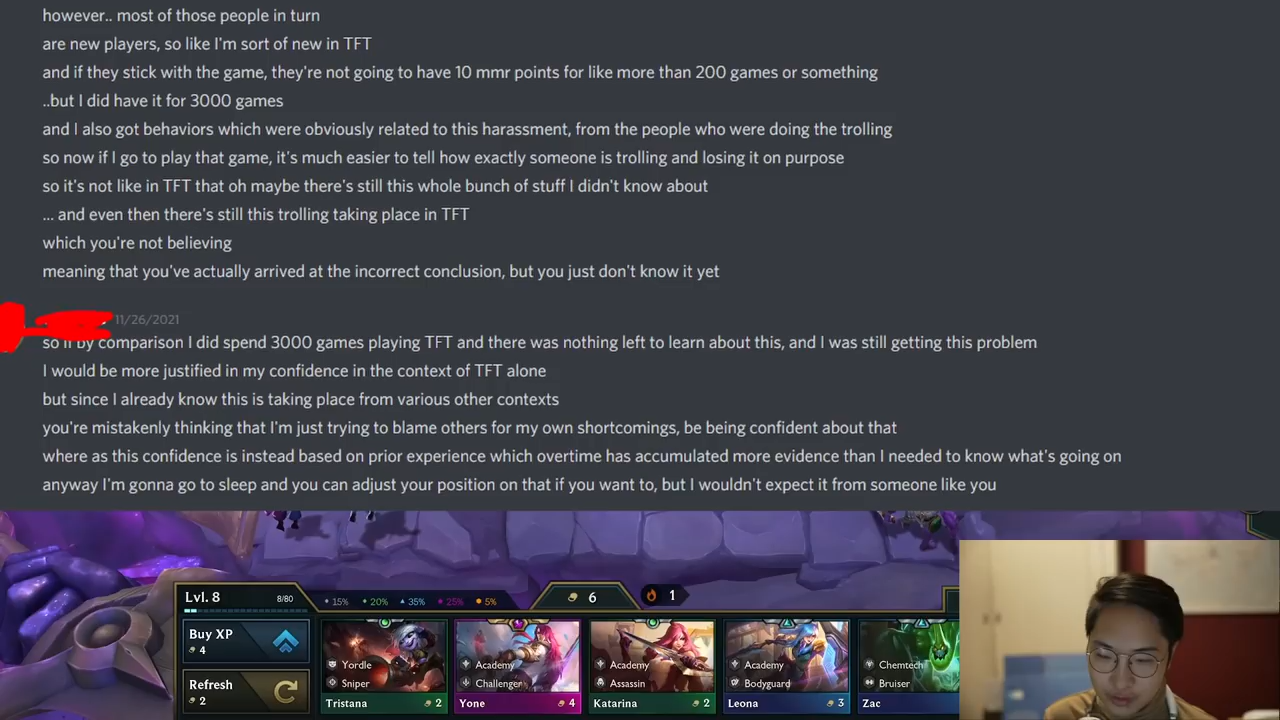 however.. most of those people in turn
are new players, so like I'm sort of new in TFT
and if they stick with the game, they're not going to have 10 mmr points for like more than 200 games or something
..but I did have it for 3000 games
and I also got behaviors which were obviously related to this harassment, from the people who were doing the trolling
so now if I go to play that game, it's much easier to tell how exactly someone is trolling and losing it on purpose
so it's not like in TFT that oh maybe there's still this whole bunch of stuff I didn't know about
... and even then there's still this trolling taking place in TFT
which you're not believing
meaning that you've actually arrived at the incorrect conclusion, but you just don't know it yet
11/26/2021
so if by comparison I did spend 3000 games playing TFT and there was nothing left to learn about this, and I was still getting this problem
I would be more justified in my confidence in the context of TFT alone
but since I already know this is taking place from various other contexts
you're mistakenly thinking that I'm just trying to blame others for my own shortcomings, be being confident about that
where as this confidence is instead based on prior experience which overtime has accumulated more evidence than I needed to know what's going on
anyway I'm gonna go to sleep and you can adjust your position on that if you want to, but I wouldn't expect it from someone like you
Lvl. 8 8/80 15% 20% 35% 25% 5% 6 1
Buy XP
4
Refresh
2
Yordle
Sniper
Tristana 2
Academy
Challenger
Yone 4
Academy
Assassin
Katarina 2
Academy
Bodyguard
Leona 3
Chemtech
Bruiser
Zac